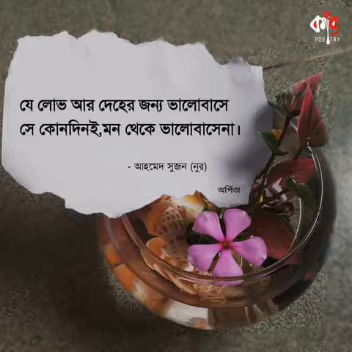 কাব্য
POETRY
যে লোভ আর দেহের জন্য ভালোবাসে
সে কোনদিনই,মন থেকে ভালোবাসেনা।
- আহমেদ সুজন (নুর)
অর্পিতা